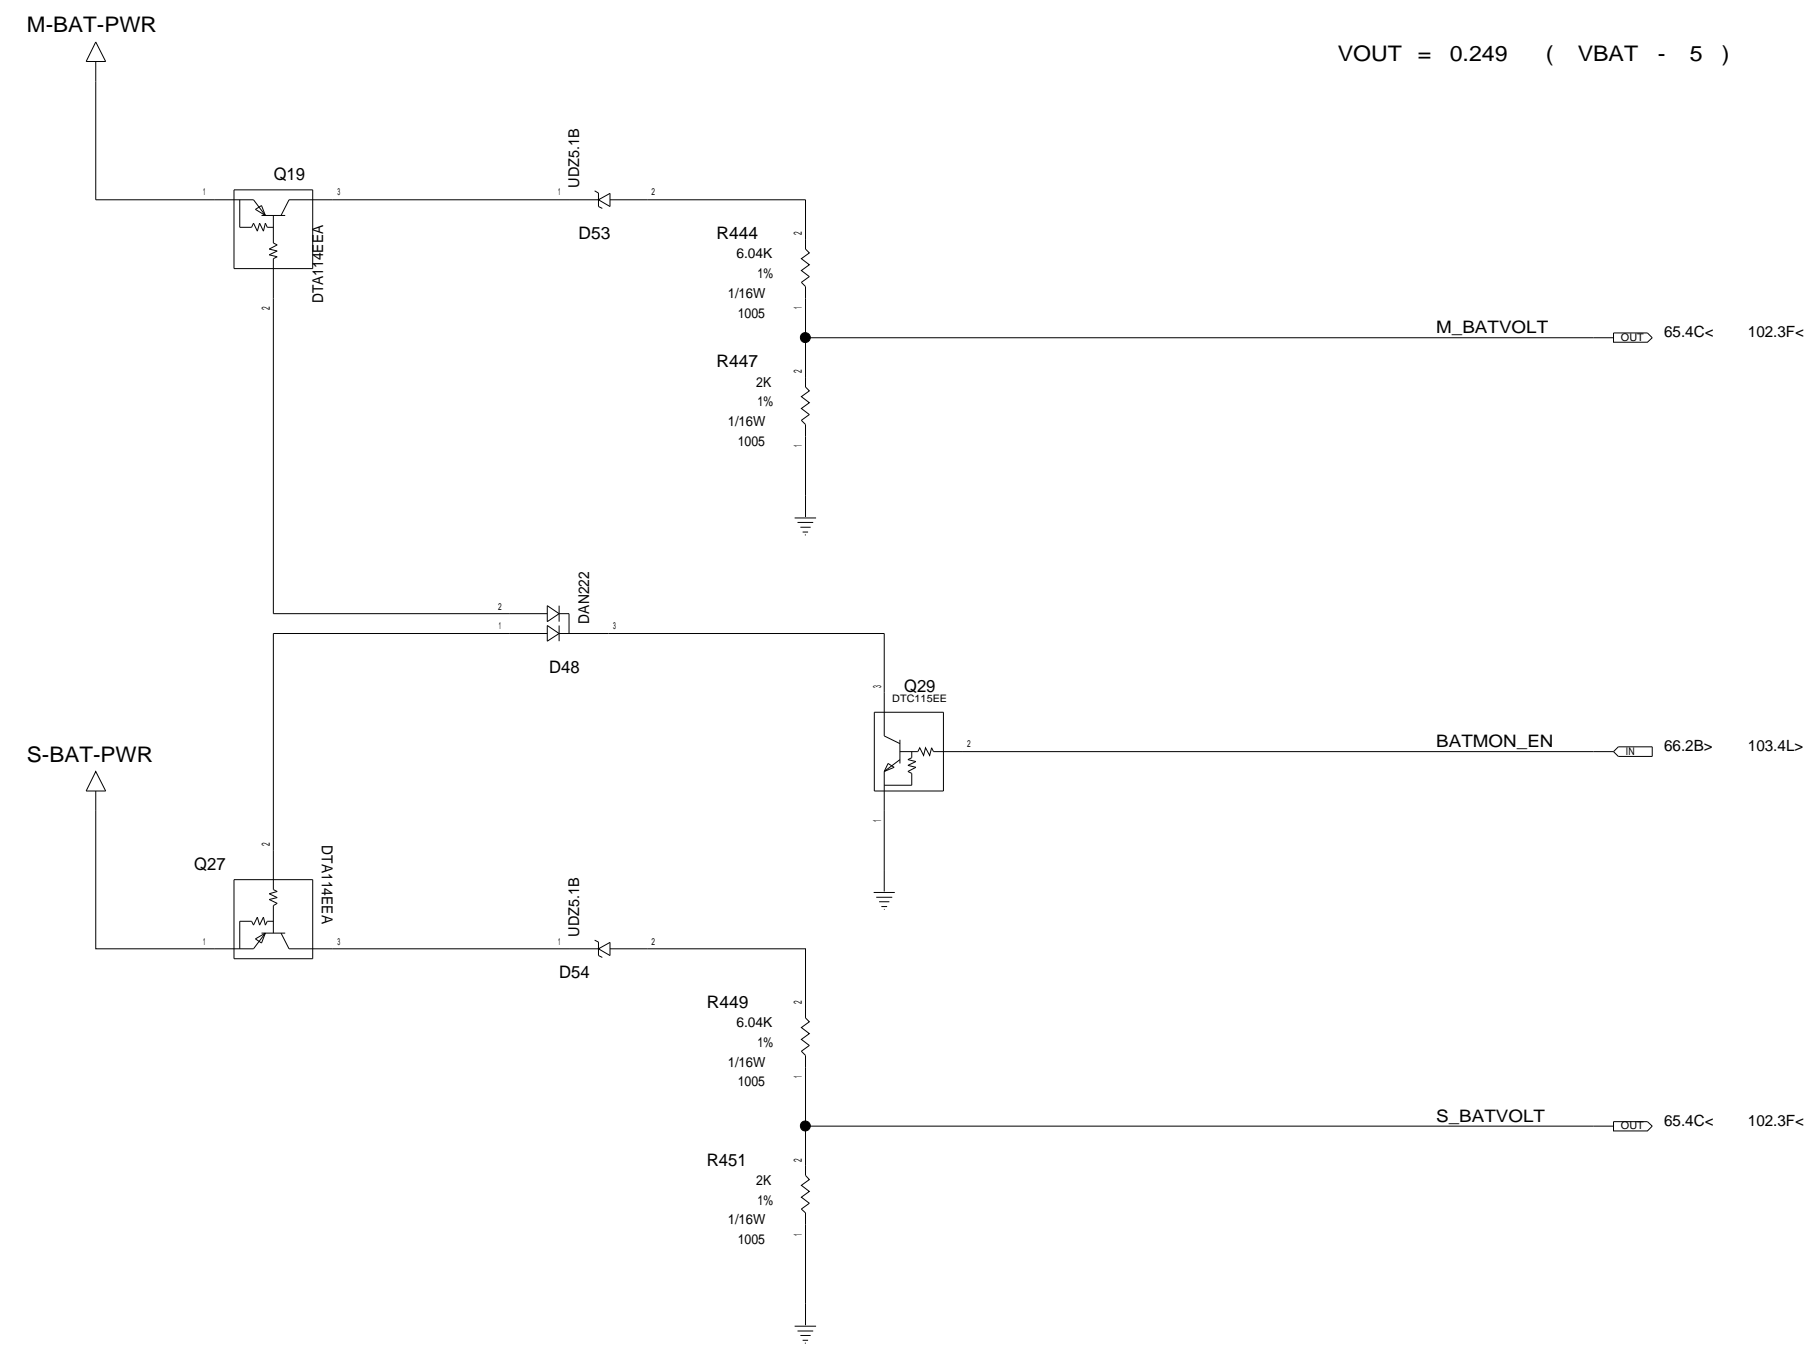 M-BAT-PWR
VOUT = 0.249 ( VBAT - 5 )
UDZ5.1B
Q19
1
3
1
2
D53
DTA114EEA
2
R444
6.04K
1%
1/16W
1005
2
1
M_BATVOLT
OUT
65.4C<
102.3F<
R447
2K
1%
1/16W
1005
2
1
DAN222
2
1
3
D48
Q29
DTC115EE
3
2
1
BATMON_EN
IN
66.2B>
103.4L>
S-BAT-PWR
2
Q27
DTA114EEA
UDZ5.1B
1
3
1
2
D54
R449
6.04K
1%
1/16W
1005
2
1
S_BATVOLT
OUT
65.4C<
102.3F<
R451
2K
1%
1/16W
1005
2
1